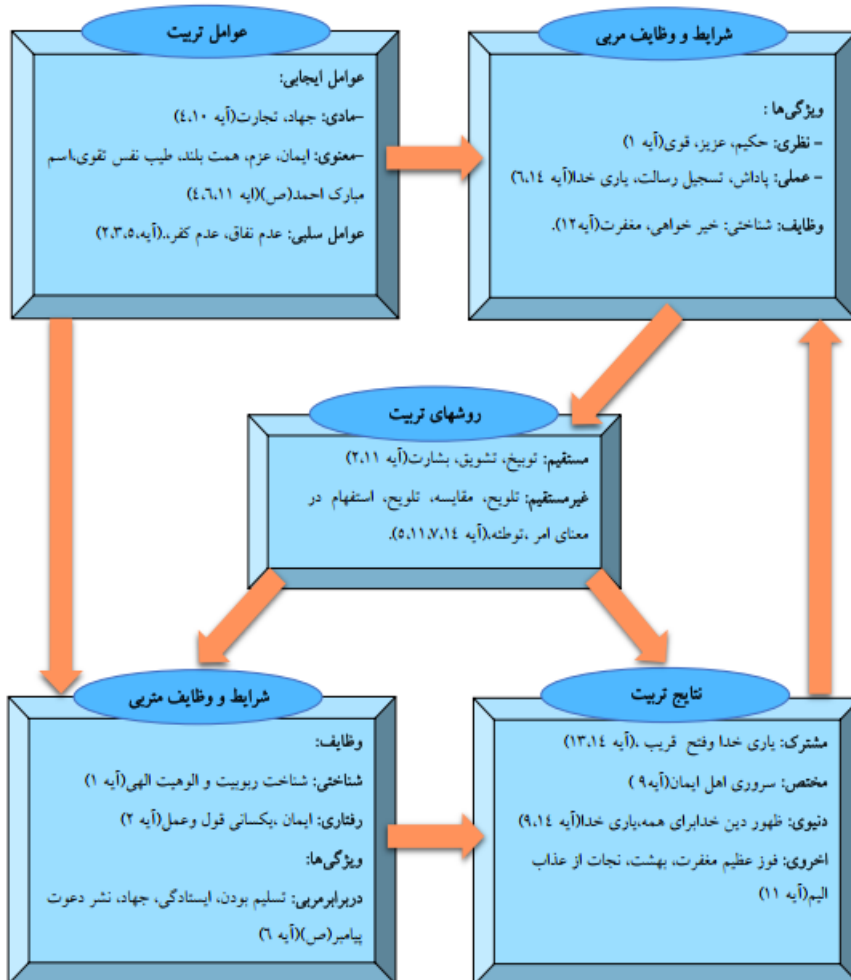 شرایط و وظایف مربی
ویژگی‌ها :
- نظری: حکیم، عزیز، قوی(آیه ۱)
- عملی: پاداش، تسجیل رسالت، یاری خدا(آیه ۶،۱۴)
وظایف: شناختی: خیر خواهی، مغفرت(آیه۱۲).
عوامل تربیت
عوامل ایجابی:
-مادی: جهاد، تجارت(آیه ۴،۱۰)
-معنوی: ایمان، عزم، همت بلند، طیب نفس تقوی،اسم
مبارک احمد(ص)(ایه ۴،۶،۱۱)
عوامل سلبی: عدم نفاق، عدم کفر،.(آیه،۲،۳،۵)
روشهای تربیت
مستقیم: توبیخ، تشویق، بشارت(آیه ۲،۱۱)
غیرمستقیم: تلویح، مقایسه، تلویح، استفهام در
معنای امر ،توطئه،(آیه ۵،۱۱،۷،۱۴).
نتایج تربیت
مشترک: یاری خدا وفتح قریب ،(آیه ۱۳،۱۴)
مختص: سروری اهل ایمان(آیه۹ )
دنیوی: ظهور دین خدابرای همه،یاری خدا(آیه ۹،۱۴)
اخروی: فوز عظیم مغفرت، بهشت، نجات از عذاب
الیم(آیه ۱۱)
شرایط و وظایف متربی
وظایف:
شناختی: شناخت ربوبیت و الوهیت الهی(آیه ۱)
رفتاری: ایمان ،یکسانی قول وعمل(آیه ۲)
ویژگی‌ها:
دربرابرمربی: تسلیم بودن، ایستادگی، جهاد، نشر دعوت
پیامبر(ص)(آیه ۶)